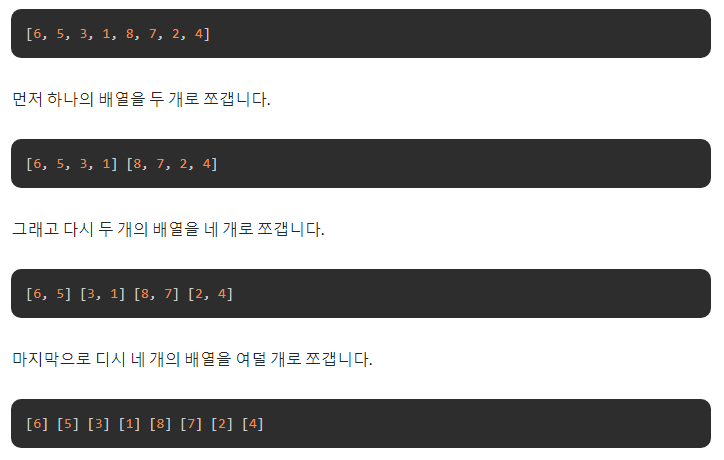 [6, 5, 3, 1, 8, 7, 2, 4]
먼저 하나의 배열을 두 개로 쪼갭니다.
[6, 5, 3, 1] [8, 7, 2, 4]
그래고 다시 두 개의 배열을 네 개로 쪼갭니다.
[6, 5] [3, 1] [8, 7] [2, 4]
마지막으로 디시 네 개의 배열을 여덜 개로 쪼갭니다.
[6] [5] [3] [1] [8] [7] [2] [4]